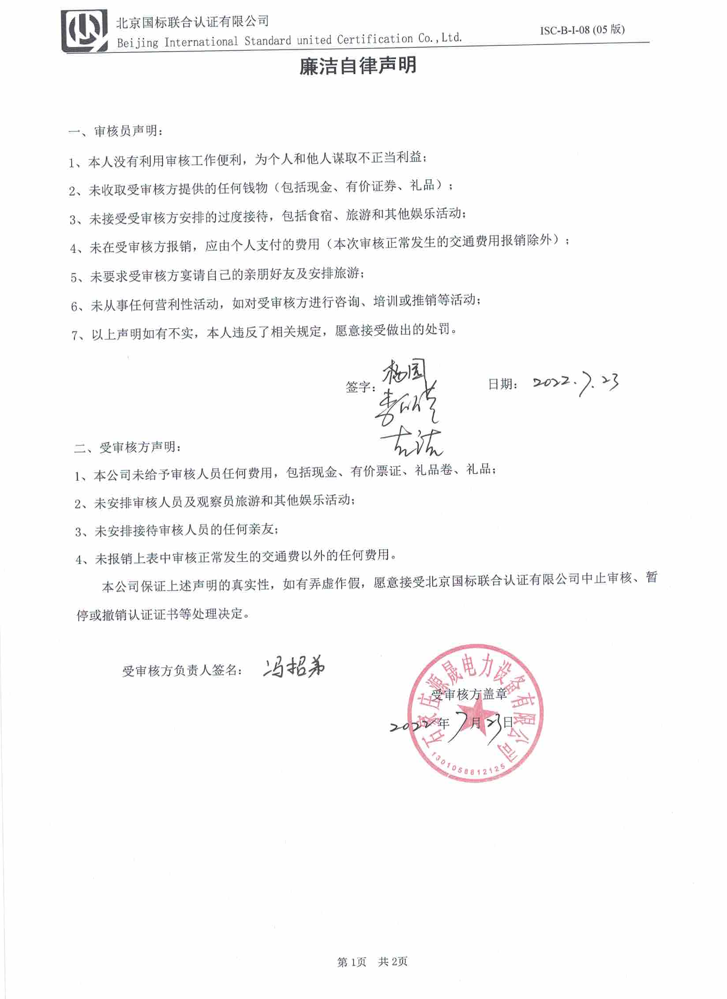 北京国标联合认证有限公司
Beijing International Standard united Certification Co.,Ltd.
ISC-B-I-08 (05 版)
廉洁自律声明
一、审核员声明：
1、本人没有利用审核工作便利，为个人和他人谋取不正当利益；
2、未收取受审核方提供的任何钱物（包括现金、有价证券、礼品）；
3、未接受受审核方安排的过度接待，包括食宿、旅游和其他娱乐活动；
4、未在受审核方报销，应由个人支付的费用（本次审核正常发生的交通费用报销除外）；
5、未要求受审核方宴请自己的亲朋好友及安排旅游；
6、未从事任何营利性活动，如对受审核方进行咨询、培训或推销等活动；
7、以上声明如有不实，本人违反了相关规定，愿意接受做出的处罚。
签字： 杨园 日期： 2022.7.23
二、受审核方声明：
1、本公司未给予审核人员任何费用，包括现金、有价票证、礼品卷、礼品；
2、未安排审核人员及观察员旅游和其他娱乐活动；
3、未安排接待审核人员的任何亲友；
4、未报销上表中审核正常发生的交通费以外的任何费用。
本公司保证上述声明的真实性，如有弄虚作假，愿意接受北京国标联合认证有限公司中止审核、暂
停或撤销认证证书等处理决定。
受审核方负责人签名： 冯招弟
石家庄源晟电力设备有限公司
受审核方盖章
2022年7月23日
1301058812125
第 1页 共 2页